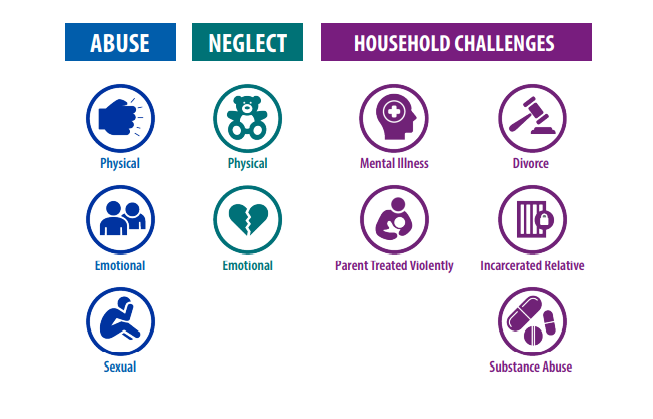 ABUSE
NEGLECT
HOUSEHOLD CHALLENGES
Physical
Physical
Mental Illness
Divorce
Emotional
Emotional
Parent Treated Violently
Incarcerated Relative
Sexual
Substance Abuse